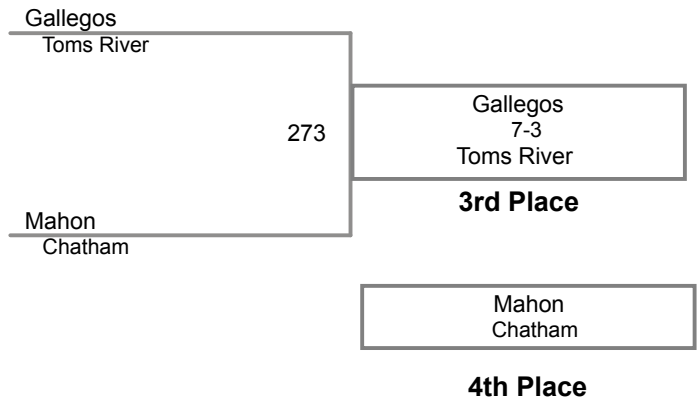 Gallegos
Toms River
273
Gallegos
7-3
Toms River
3rd Place
Mahon
Chatham
Mahon
Chatham
4th Place